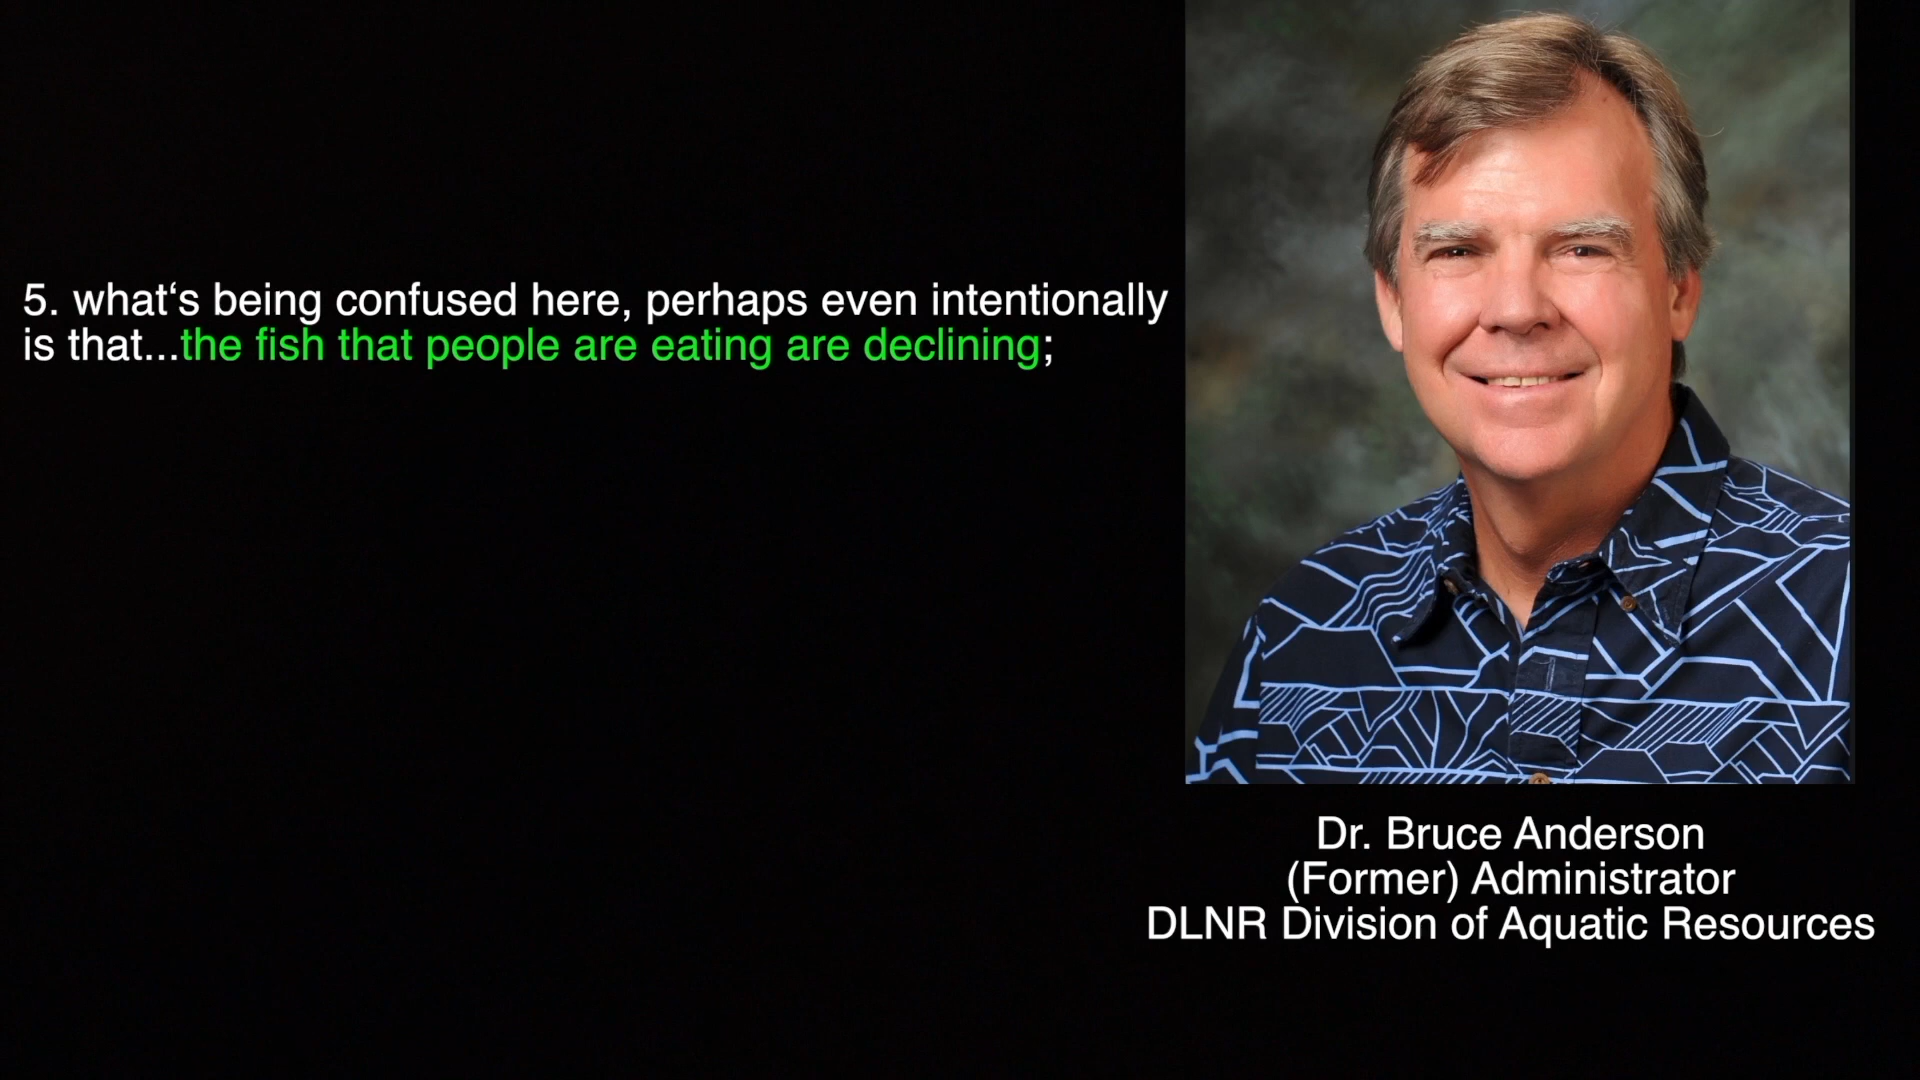 5. what‘s being confused here, perhaps even intentionally
is that...the fish that people are eating are declining;
Dr. Bruce Anderson
(Former) Administrator
DLNR Division of Aquatic Resources